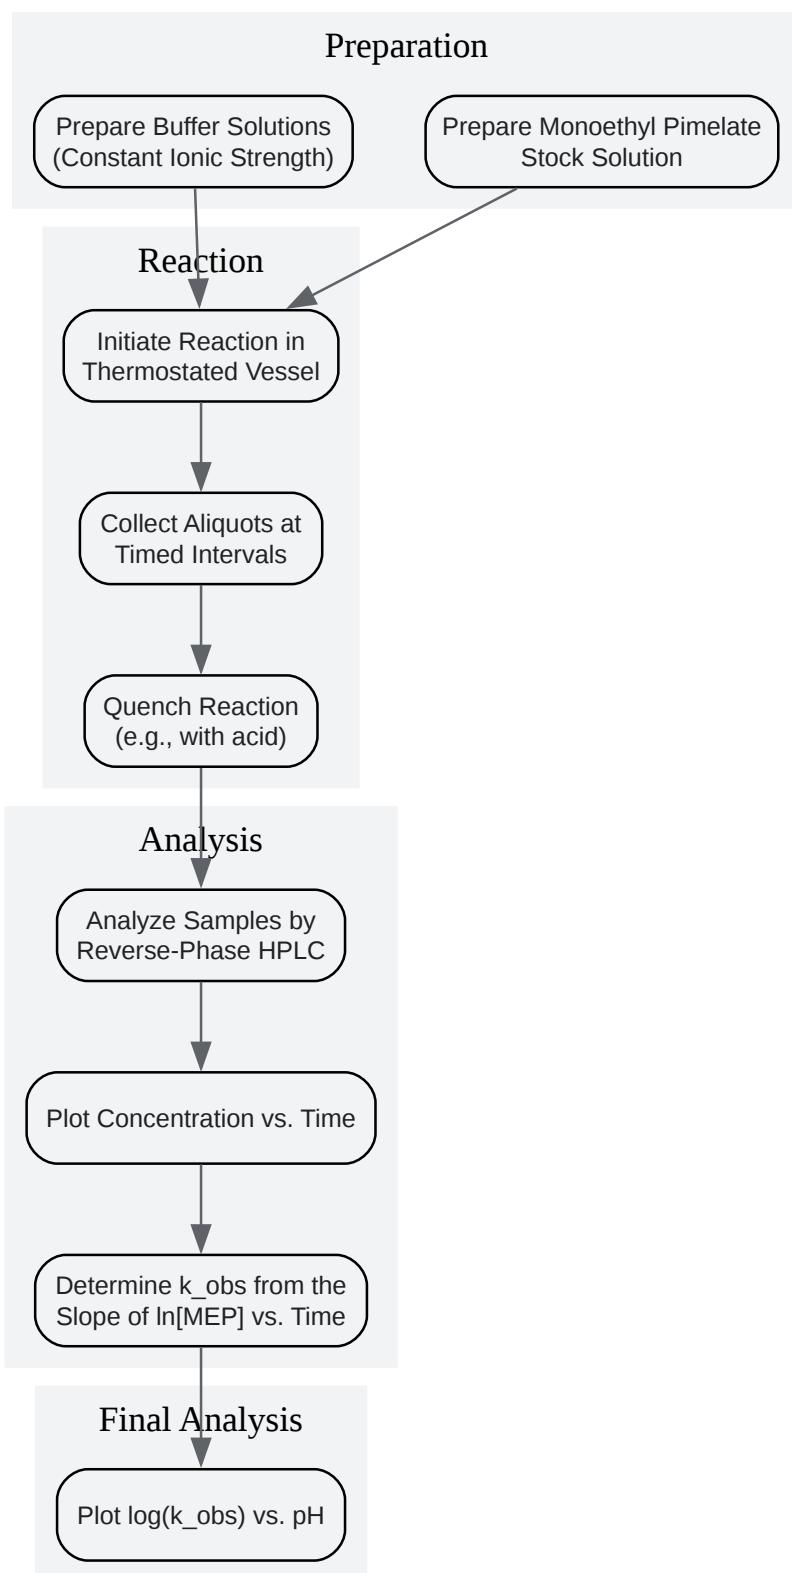 Preparation
Prepare Buffer Solutions
(Constant Ionic Strength)
Prepare Monoethyl Pimelate
Stock Solution
Reaction
Initiate Reaction in
Thermostated Vessel
Collect Aliquots at
Timed Intervals
Quench Reaction
(e.g., with acid)
Analysis
Analyze Samples by
Reverse-Phase HPLC
Plot Concentration vs. Time
Determine k_obs from the
Slope of ln[MEP] vs. Time
Final Analysis
Plot log(k_obs) vs. pH